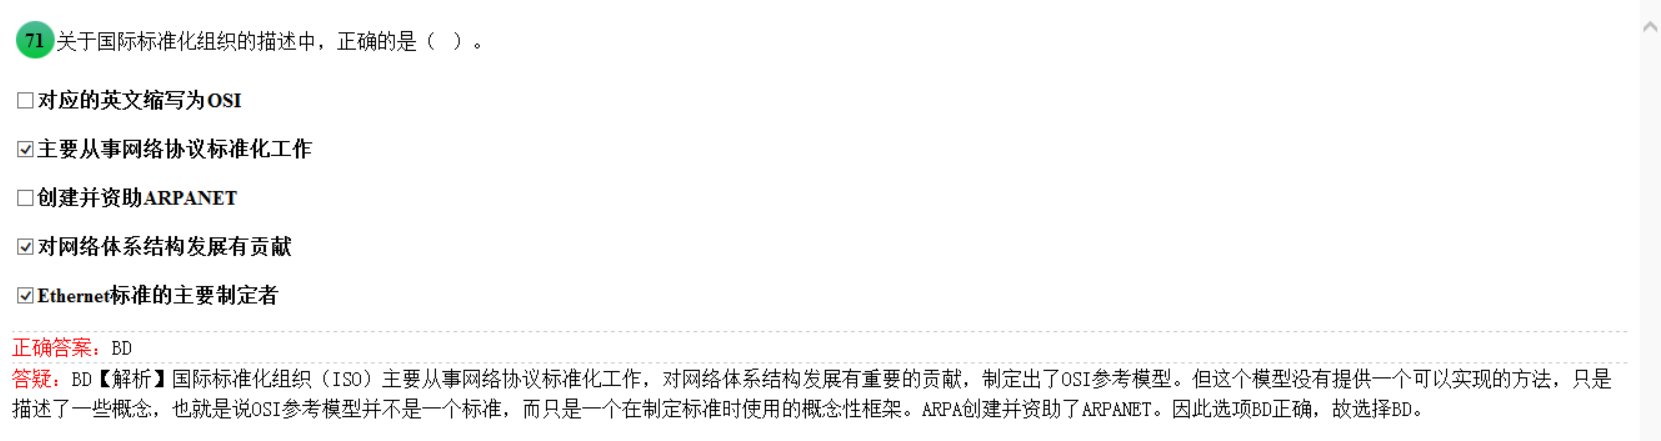 71 关于国际标准化组织的描述中，正确的是（ ）。
对应的英文缩写为OSI
主要从事网络协议标准化工作
创建并资助ARPANET
对网络体系结构发展有贡献
Ethernet标准的主要制定者
正确答案：BD
答疑：BD【解析】国际标准化组织（ISO）主要从事网络协议标准化工作，对网络体系结构发展有重要的贡献，制定出了OSI参考模型。但这个模型没有提供一个可以实现的方法，只是
描述了一些概念，也就是说OSI参考模型并不是一个标准，而只是一个在制定标准时使用的概念性框架。ARPA创建并资助了ARPANET。因此选项BD正确，故选择BD。